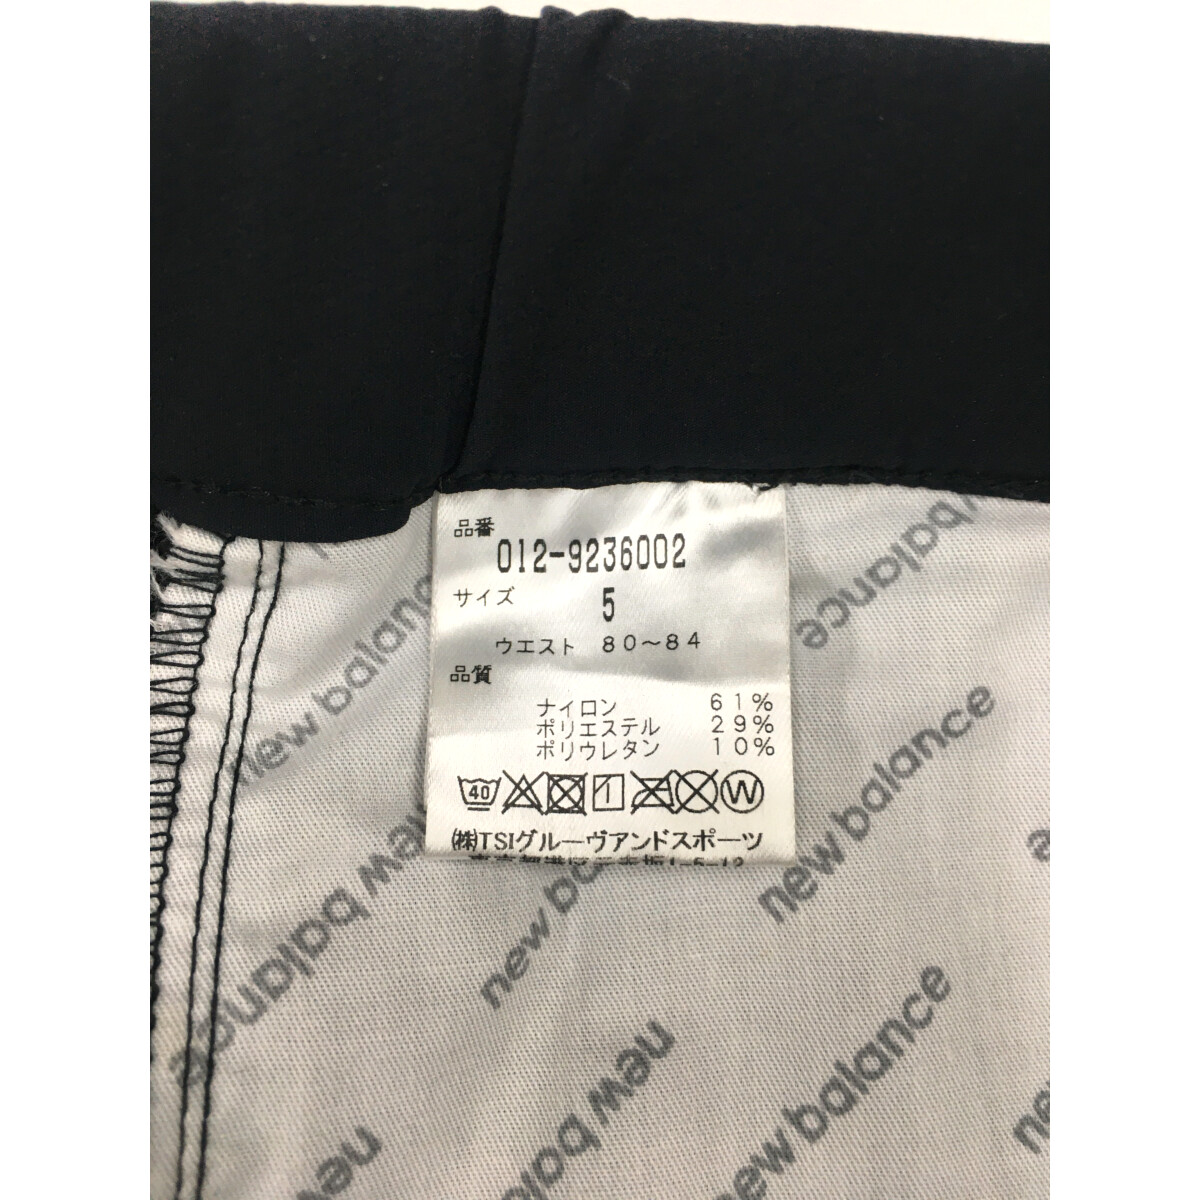 品番
012-9236002
サイズ 5
ウエスト 80～84
品質
ナイロン 61%
ポリエステル 29%
ポリウレタン 10%
40 W
㈱TSIグルーヴアンドスポーツ
new balance
new balance
new balance
new balance
new balance
new balance
new balance
new